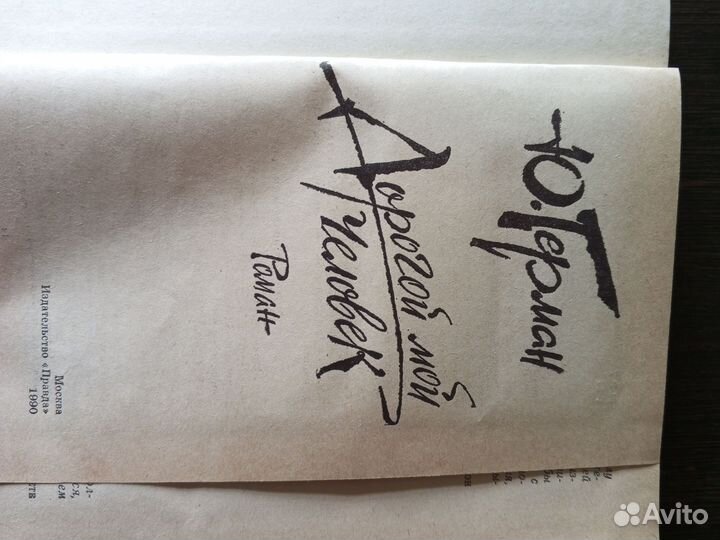 Ю. Герман
Дорогой мой
человек
Роман
Москва
Издательство «Правда»
1990
Avito